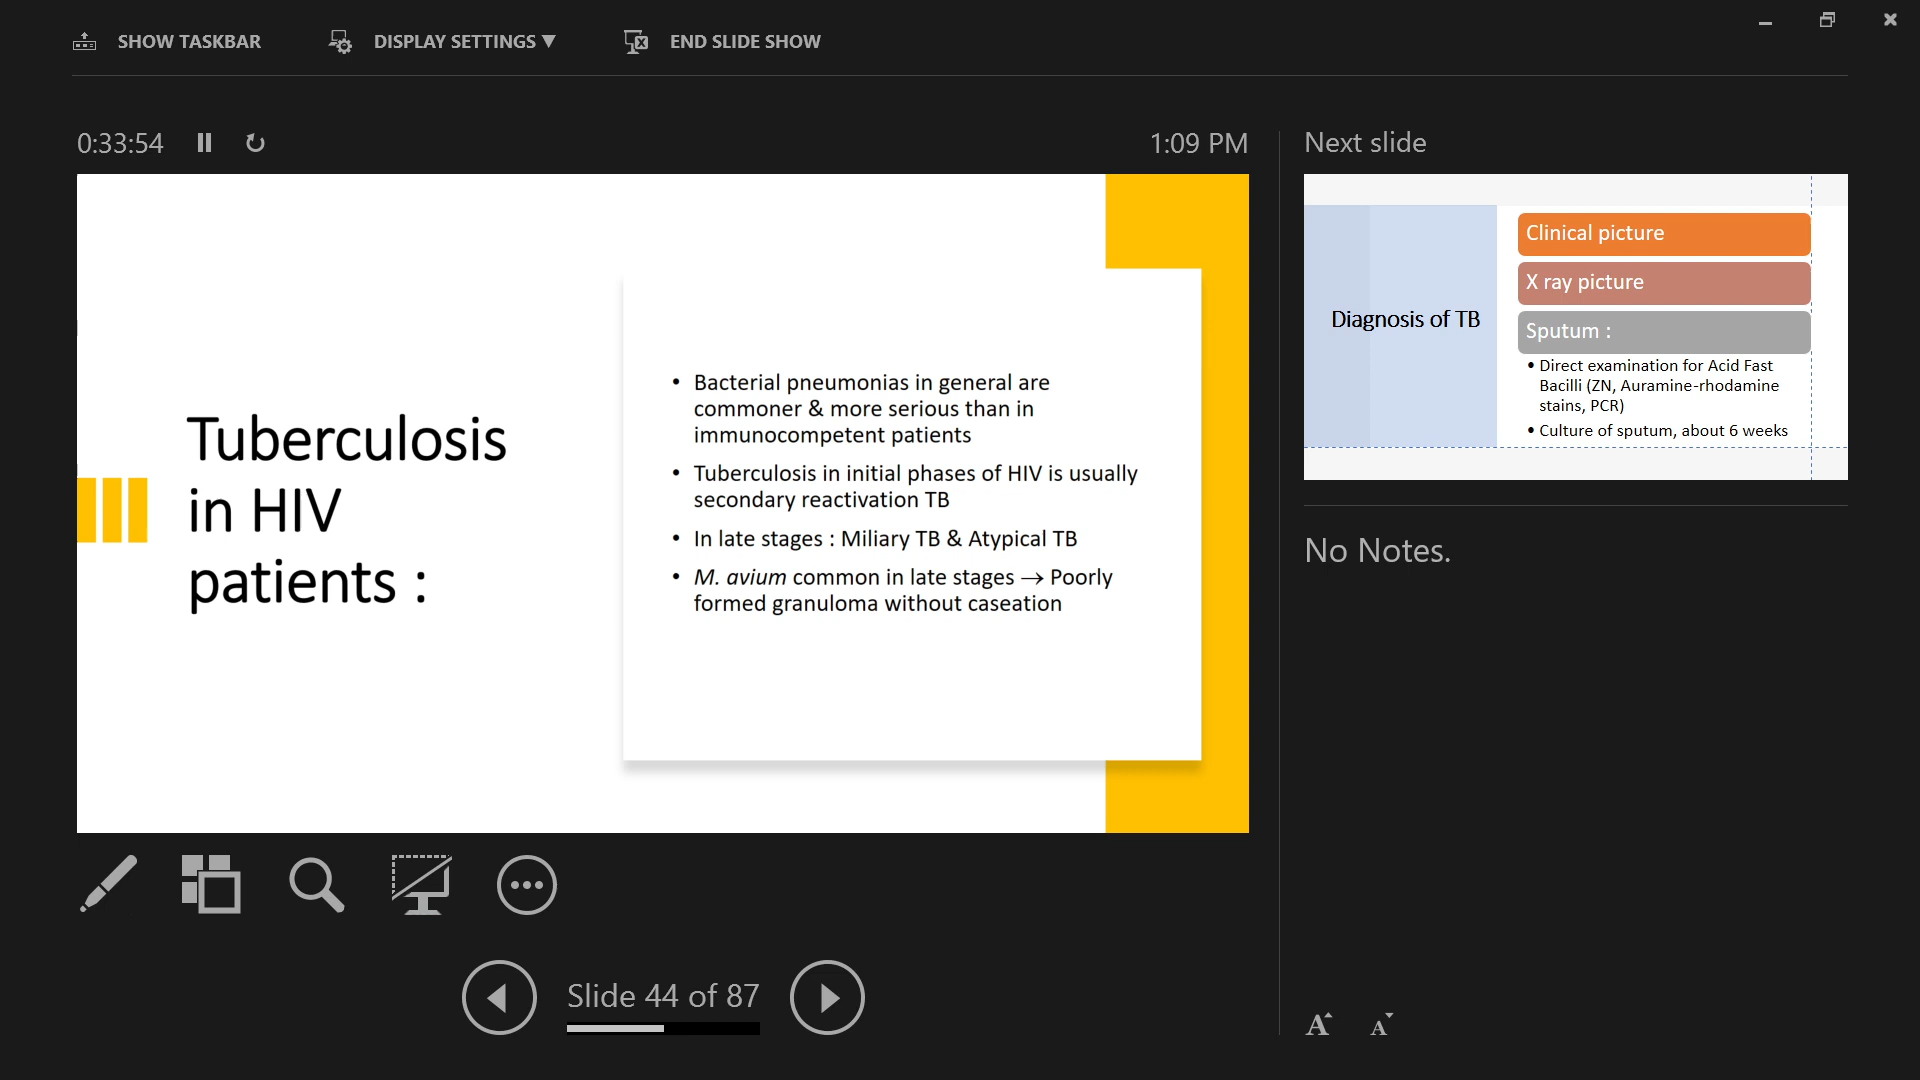 SHOW TASKBAR
DISPLAY SETTINGS ▼
END SLIDE SHOW
0:33:54
1:09 PM
Tuberculosis
in HIV
patients :
• Bacterial pneumonias in general are
commoner & more serious than in
immunocompetent patients
• Tuberculosis in initial phases of HIV is usually
secondary reactivation TB
• In late stages : Miliary TB & Atypical TB
• M. avium common in late stages → Poorly
formed granuloma without caseation
Slide 44 of 87
Next slide
Diagnosis of TB
Clinical picture
X ray picture
Sputum :
• Direct examination for Acid Fast
Bacilli (ZN, Auramine-rhodamine
stains, PCR)
• Culture of sputum, about 6 weeks
No Notes.
A A